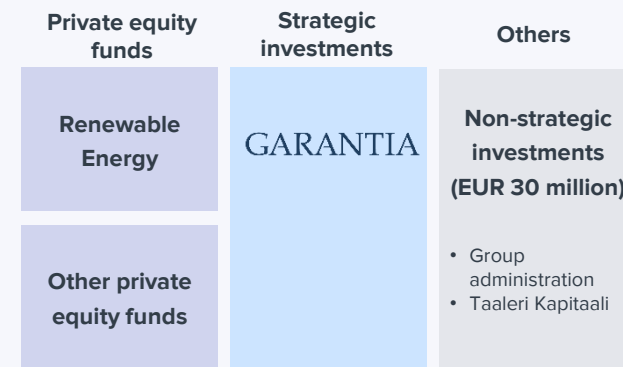 Private equity
funds
Renewable
Energy
Other private
equity funds
Strategic
investments
GARANTIA
Others
Non-strategic
investments
(EUR 30 million)
• Group
administration
• Taaleri Kapitaali